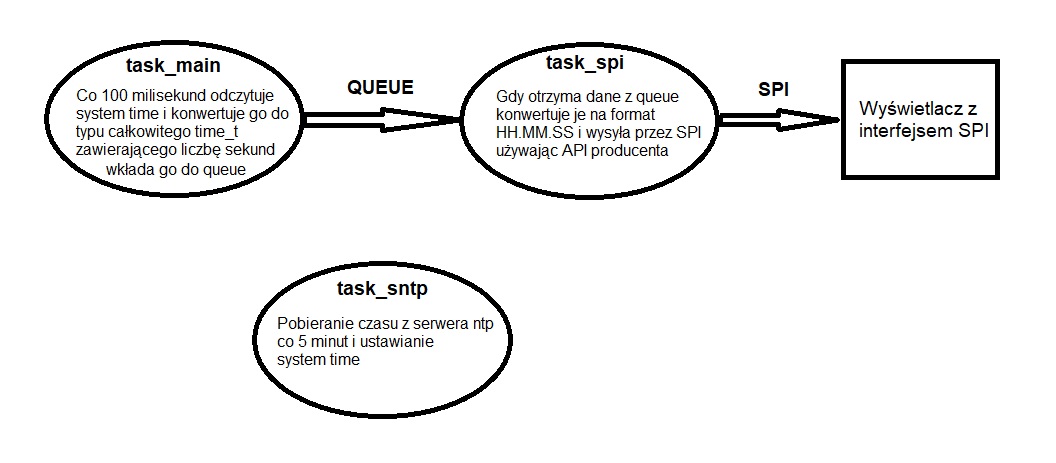 task_main
Co 100 milisekund odczytuje
system time i konwertuje go do
typu całkowitego time_t
zawierającego liczbę sekund
wkłada go do queue
QUEUE
task_spi
Gdy otrzyma dane z queue
konwertuje je na format
HH.MM.SS i wysyła przez SPI
używając API producenta
SPI
Wyświetlacz z
interfejsem SPI
task_sntp
Pobieranie czasu z serwera ntp
co 5 minut i ustawianie
system time